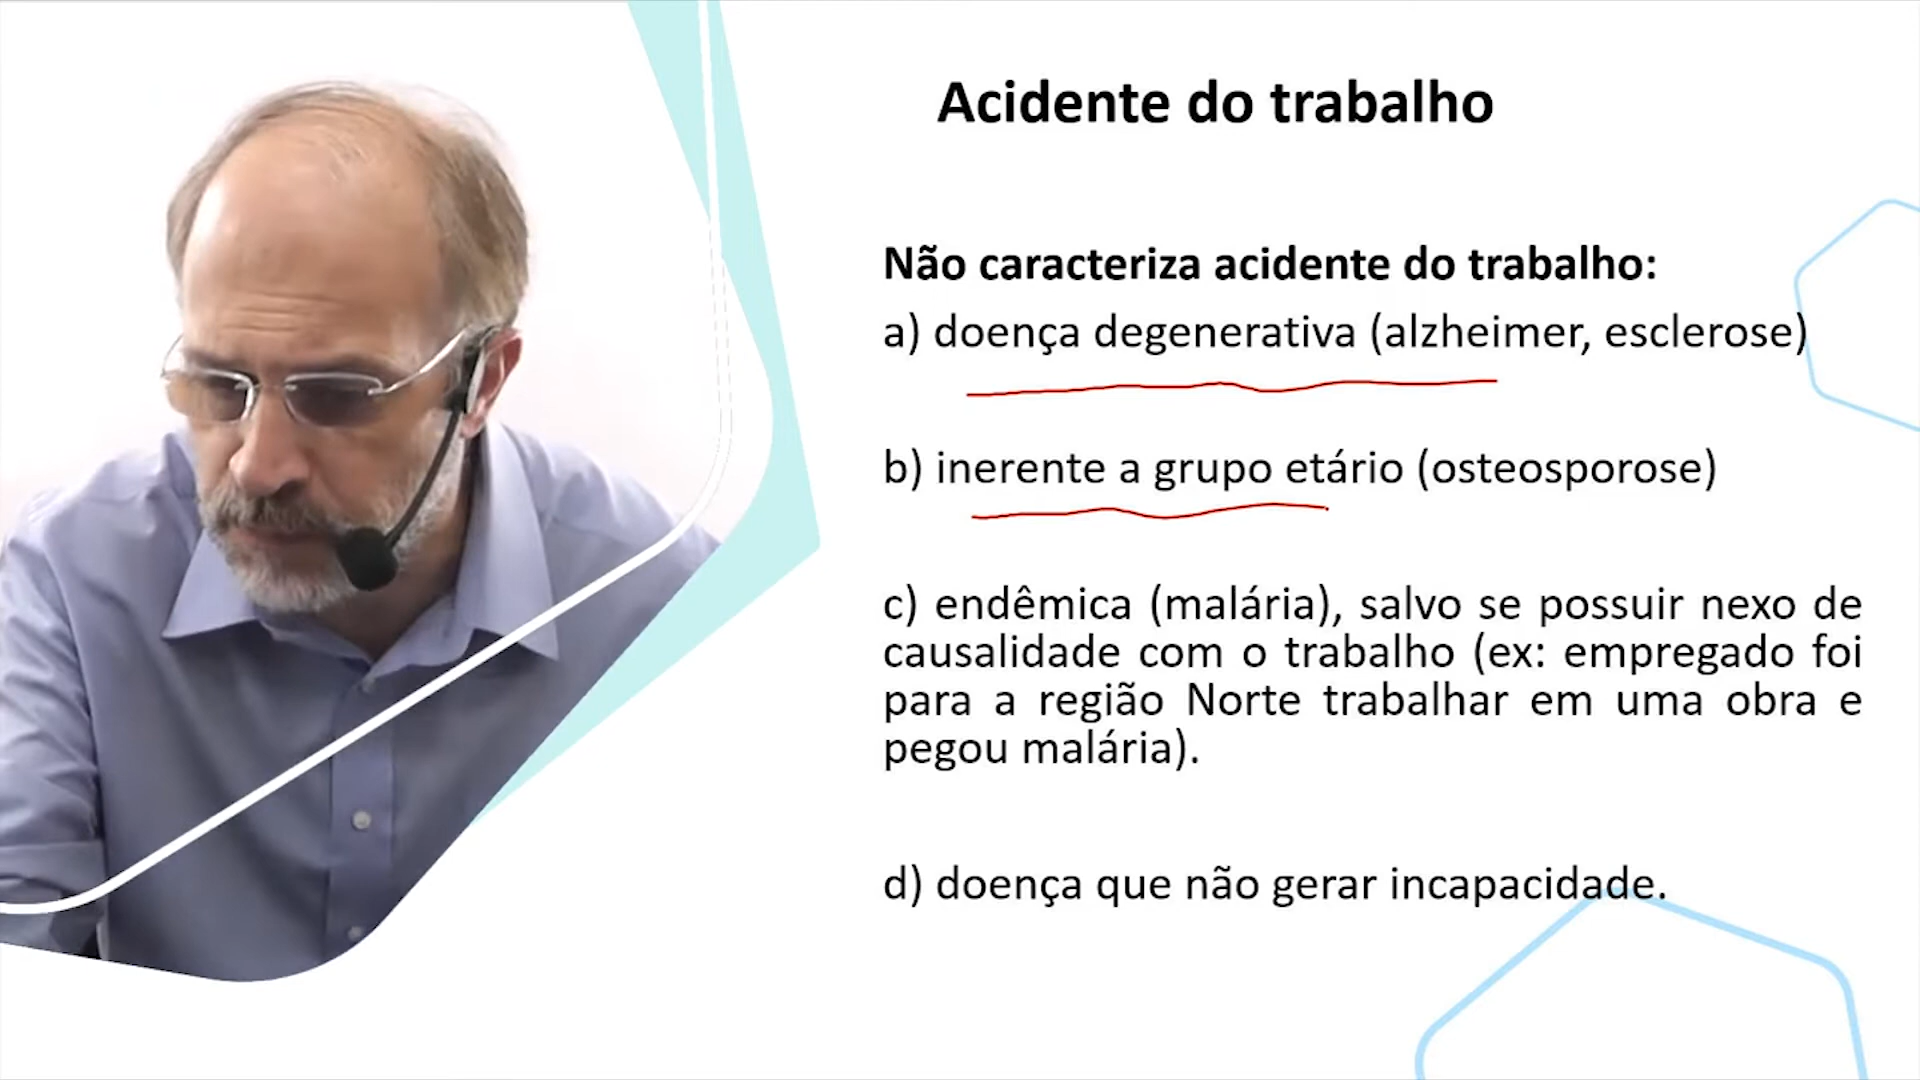 Acidente do trabalho
Não caracteriza acidente do trabalho:
a) doença degenerativa (alzheimer, esclerose)
b) inerente a grupo etário (osteosporose)
c) endêmica (malária), salvo se possuir nexo de
causalidade com o trabalho (ex: empregado foi
para a região Norte trabalhar em uma obra e
pegou malária).
d) doença que não gerar incapacidade.